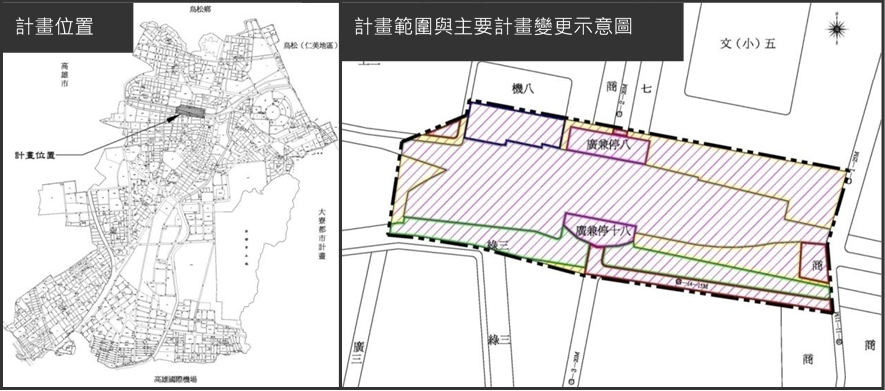 計畫位置
鳥松鄉
鳥松（仁美地區）
高雄市
計畫位置
大寮都市計畫
高雄國際機場
計畫範圍與主要計畫變更示意圖
文（小）五
機八
商
七
廣兼停八
廣兼停十八
綠三
商
廣三
綠三
商
商